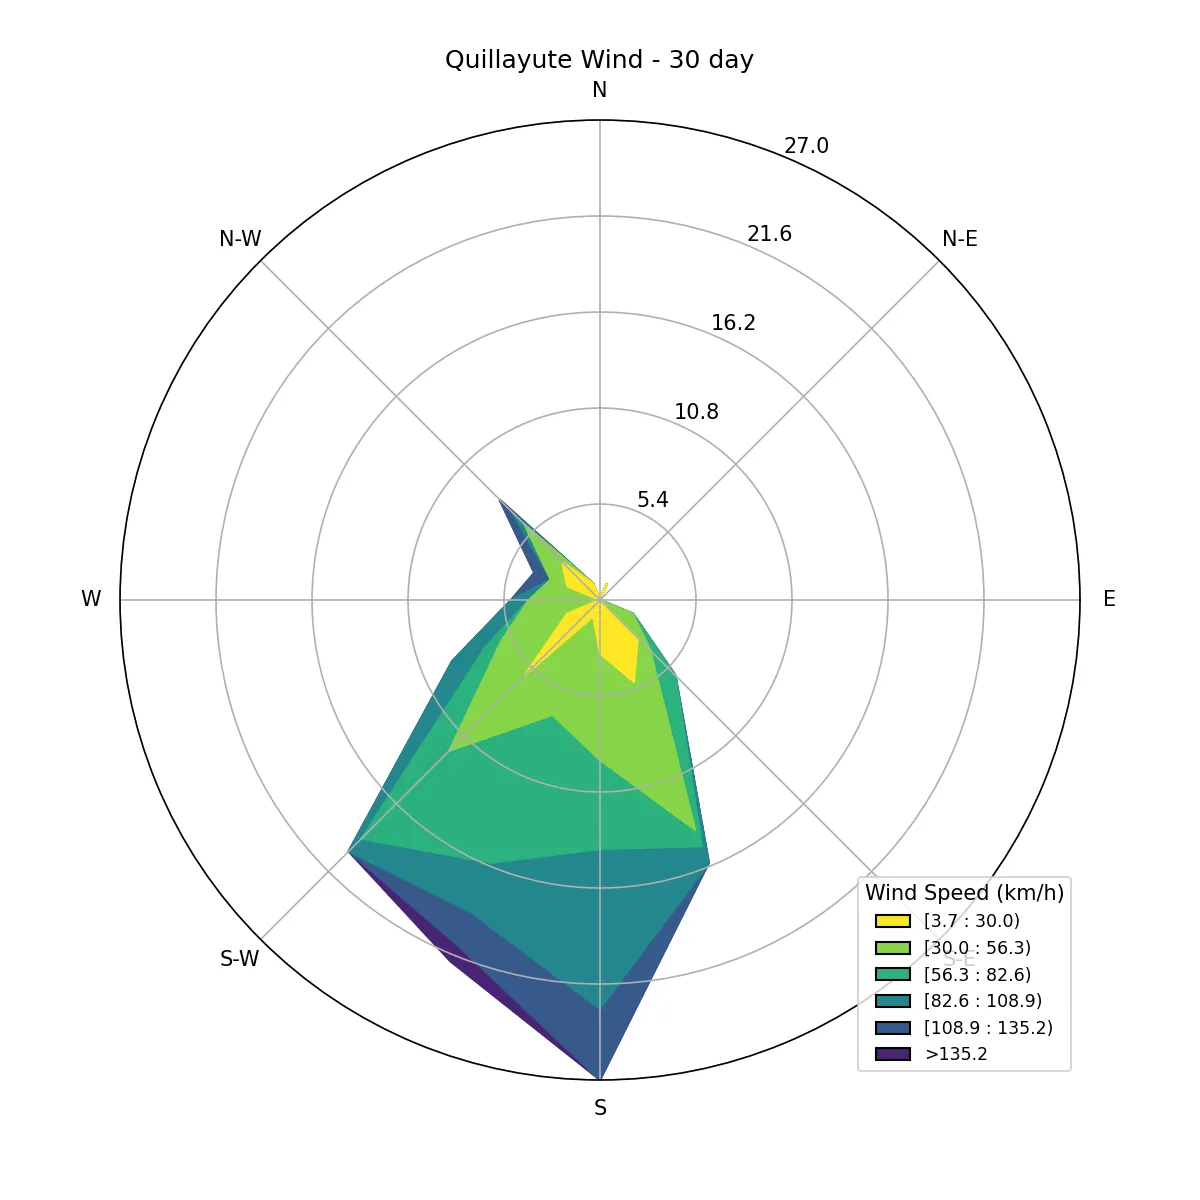 Quillayute Wind - 30 day
N
27.0
N-W
21.6
N-E
16.2
10.8
5.4
W
E
Wind Speed (km/h)
[3.7 : 30.0)
[30.0 : 56.3)
S-W
S-E
[56.3 : 82.6)
[82.6 : 108.9)
[108.9 : 135.2)
>135.2
S